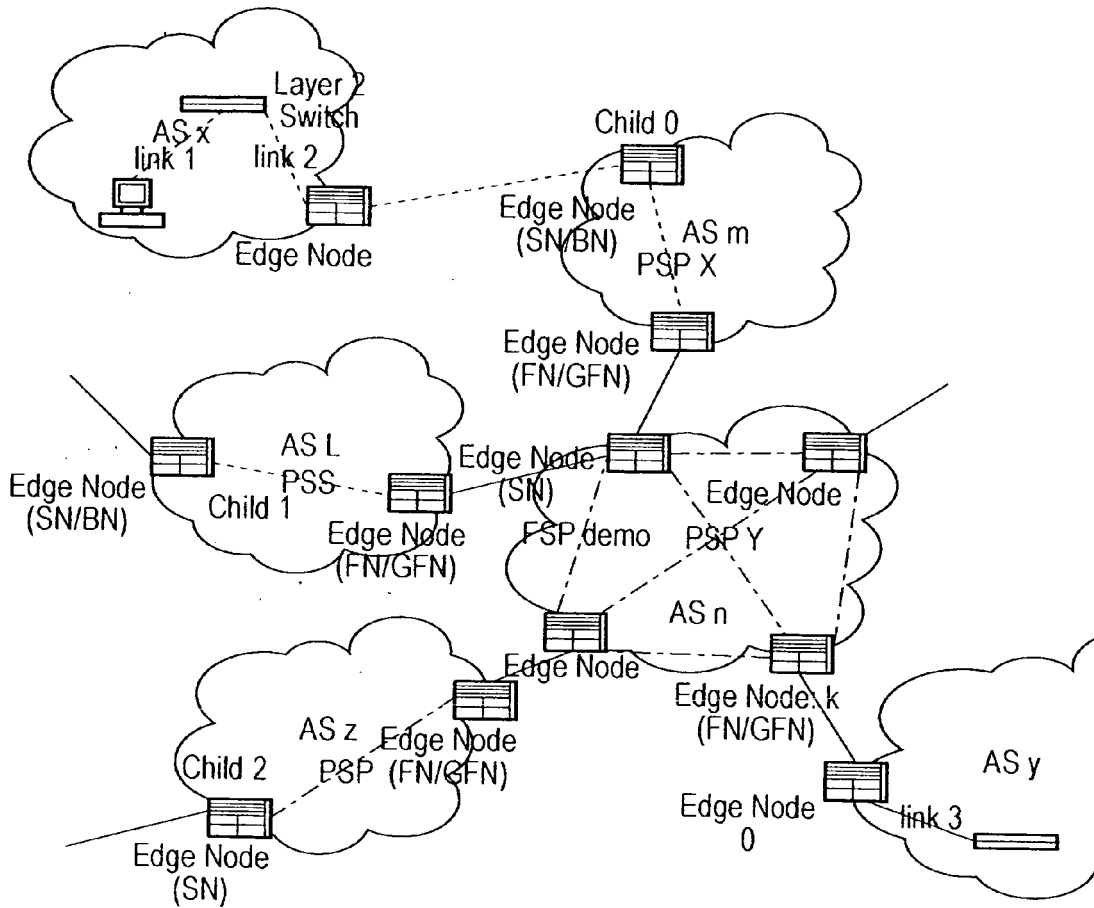 Layer 2
Switch
AS x
link 1
link 2
Edge Node
Child 0
Edge Node
(SN/BN)
AS m
PSP X
Edge Node
(FN/GFN)
AS L
PSS
Child 1
Edge Node
(SN/BN)
Edge Node
(FN/GFN)
Edge Node
(SN)
Edge Node
FSP demo
PSP Y
AS n
Edge Node
Edge Node k
(FN/GFN)
AS z
PSP
Child 2
Edge Node
(FN/GFN)
Edge Node
(SN)
AS y
link 3
Edge Node
0